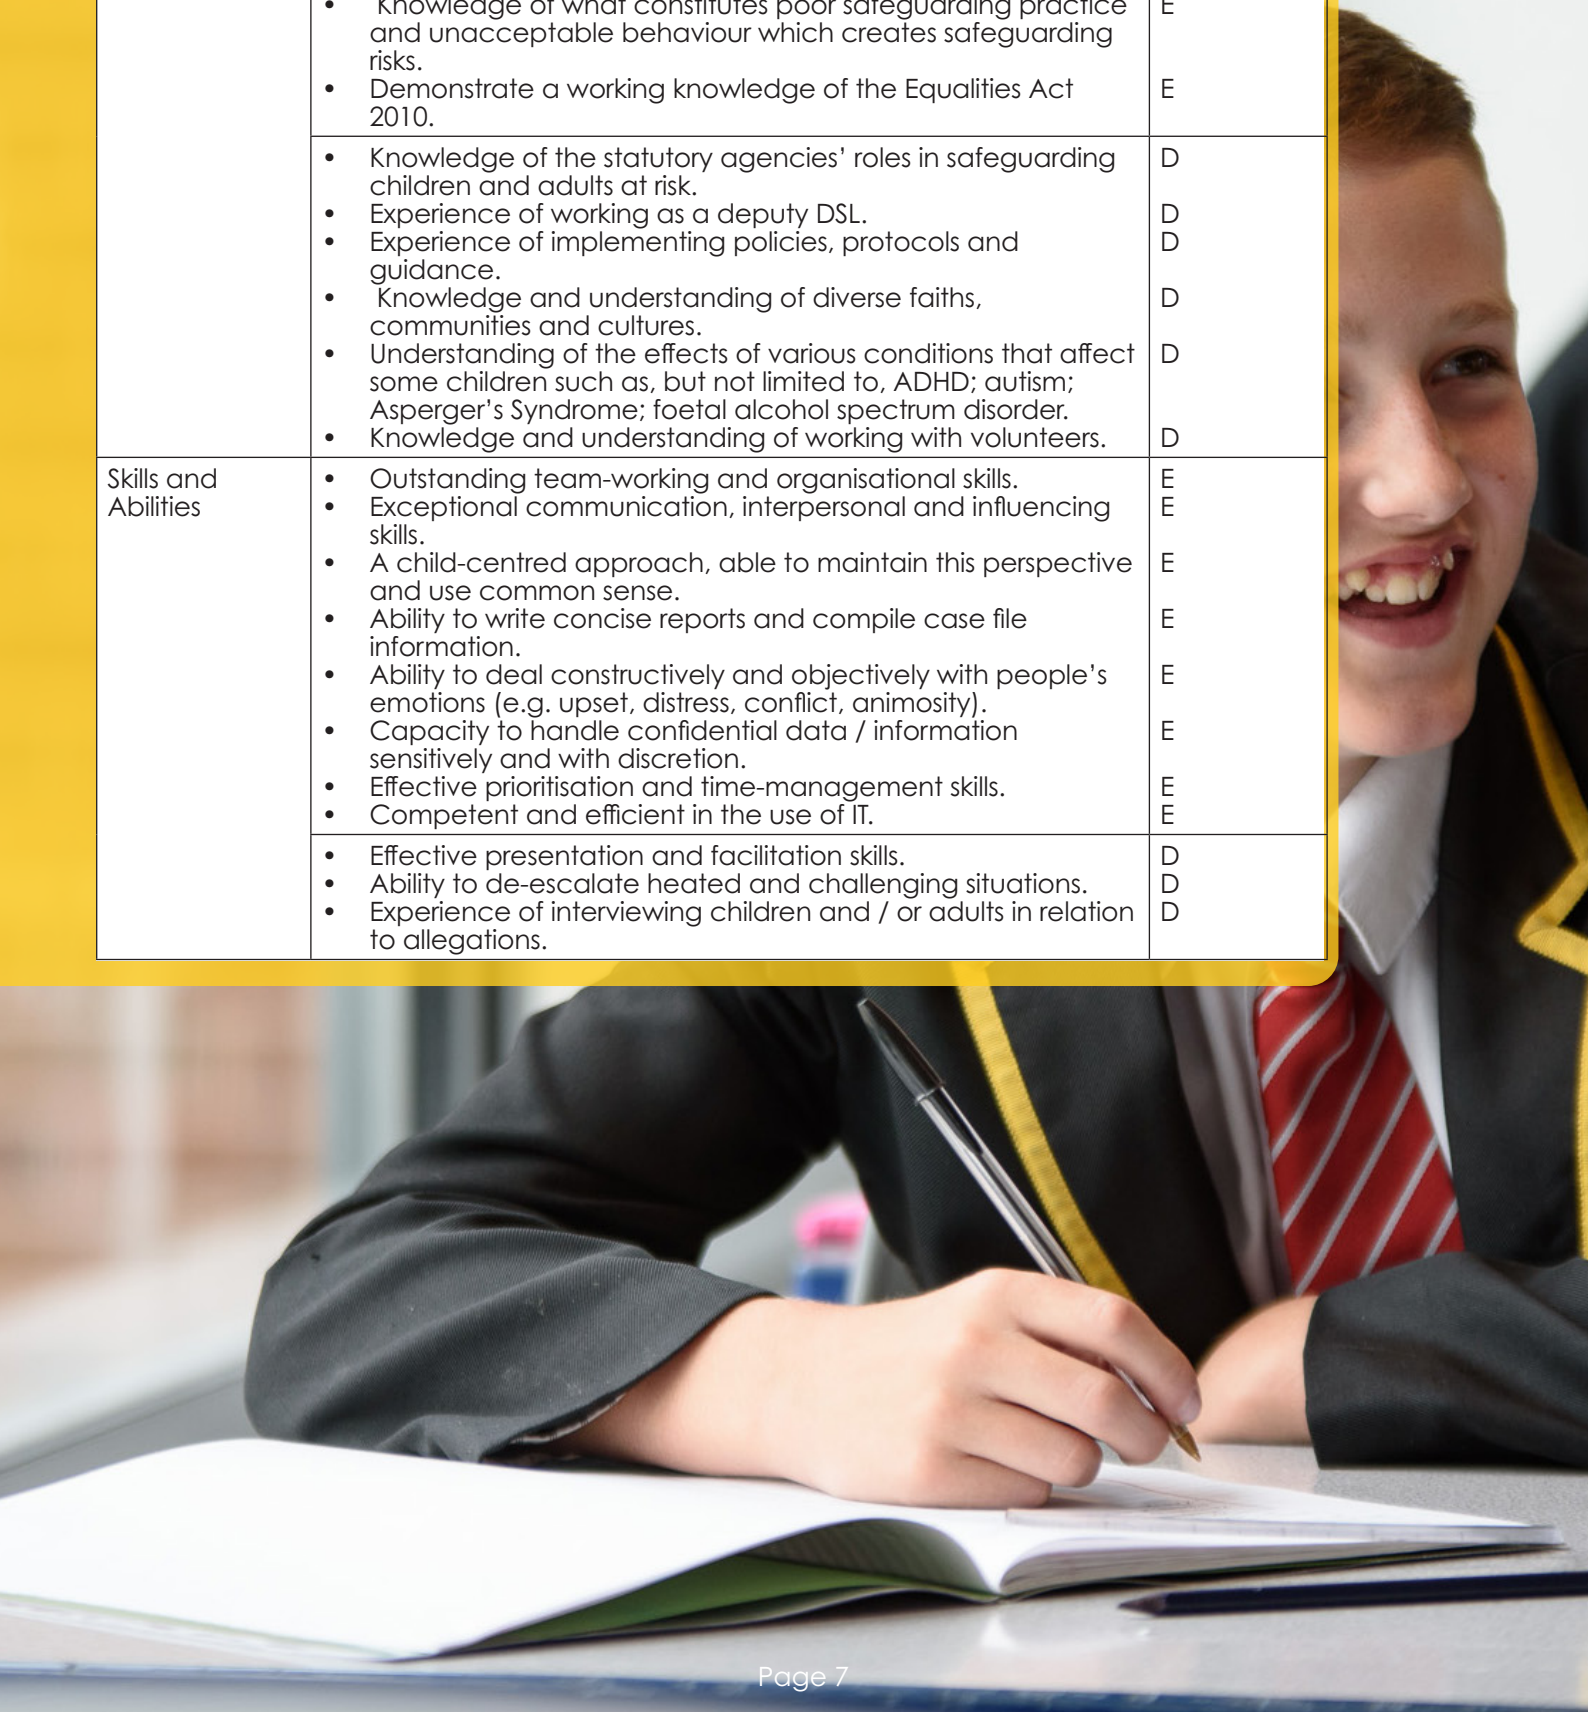 • Knowledge of what constitutes poor safeguarding practice E
and unacceptable behaviour which creates safeguarding
risks.
• Demonstrate a working knowledge of the Equalities Act E
2010.
• Knowledge of the statutory agencies’ roles in safeguarding D
children and adults at risk.
• Experience of working as a deputy DSL. D
• Experience of implementing policies, protocols and D
guidance.
• Knowledge and understanding of diverse faiths, D
communities and cultures.
• Understanding of the effects of various conditions that affect D
some children such as, but not limited to, ADHD; autism;
Asperger’s Syndrome; foetal alcohol spectrum disorder.
• Knowledge and understanding of working with volunteers. D
Skills and
Abilities
• Outstanding team-working and organisational skills. E
• Exceptional communication, interpersonal and influencing E
skills.
• A child-centred approach, able to maintain this perspective E
and use common sense.
• Ability to write concise reports and compile case file E
information.
• Ability to deal constructively and objectively with people’s E
emotions (e.g. upset, distress, conflict, animosity).
• Capacity to handle confidential data / information E
sensitively and with discretion.
• Effective prioritisation and time-management skills. E
• Competent and efficient in the use of IT. E
• Effective presentation and facilitation skills. D
• Ability to de-escalate heated and challenging situations. D
• Experience of interviewing children and / or adults in relation D
to allegations.
Page 7